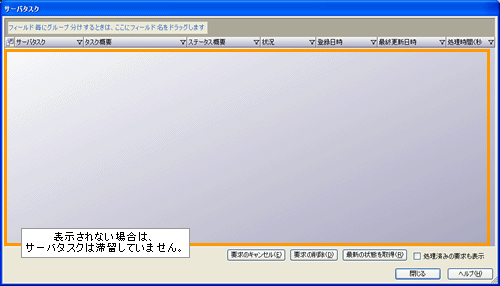 サーバタスク
フィールド毎にグループ分けするときは、ここにフィールド名をドラッグします
サーバタスク タスク概要 ステータス概要 状況 登録日時 最終更新日時 処理時間(秒
表示されない場合は、
サーバタスクは滞留していません。
要求のキャンセル(E) 要求の削除(D) 最新の状態を取得(R) 処理済みの要求も表示
閉じる ヘルプ(H)